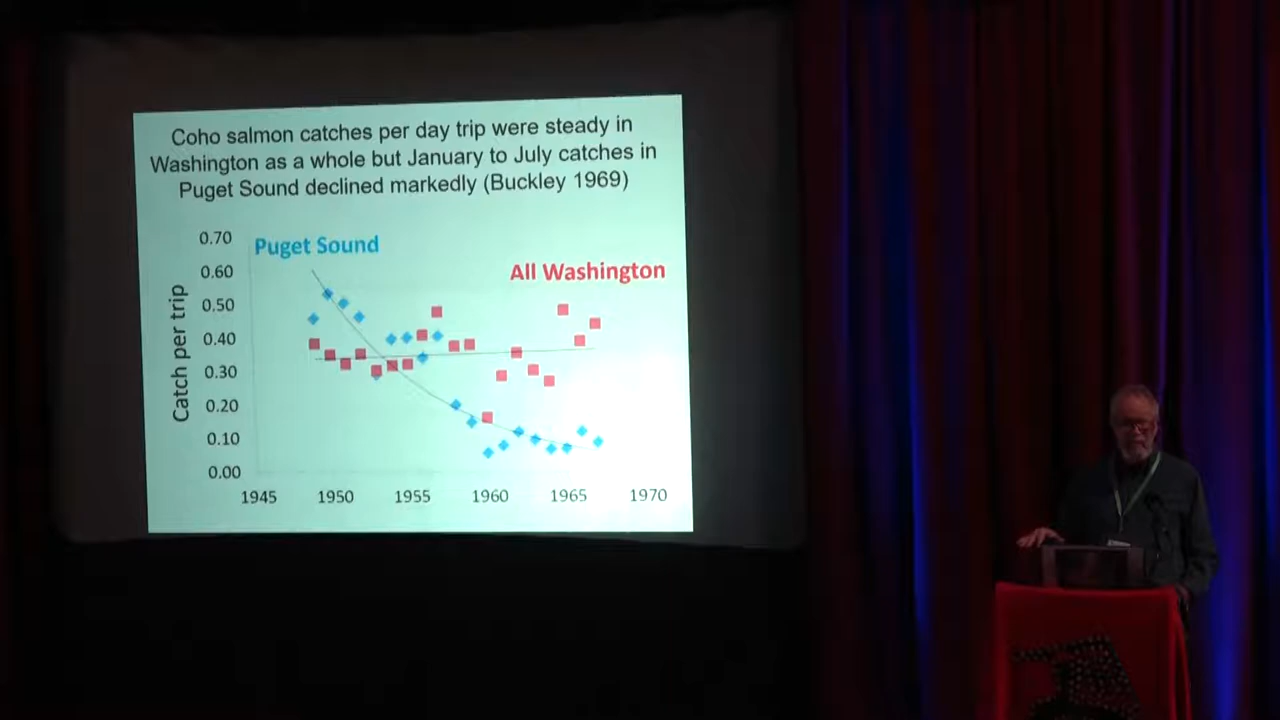 Coho salmon catches per day trip were steady in
Washington as a whole but January to July catches in
Puget Sound declined markedly (Buckley 1969)
Puget Sound
All Washington
Catch per trip
0.70
0.60
0.50
0.40
0.30
0.20
0.10
0.00
1945 1950 1955 1960 1965 1970